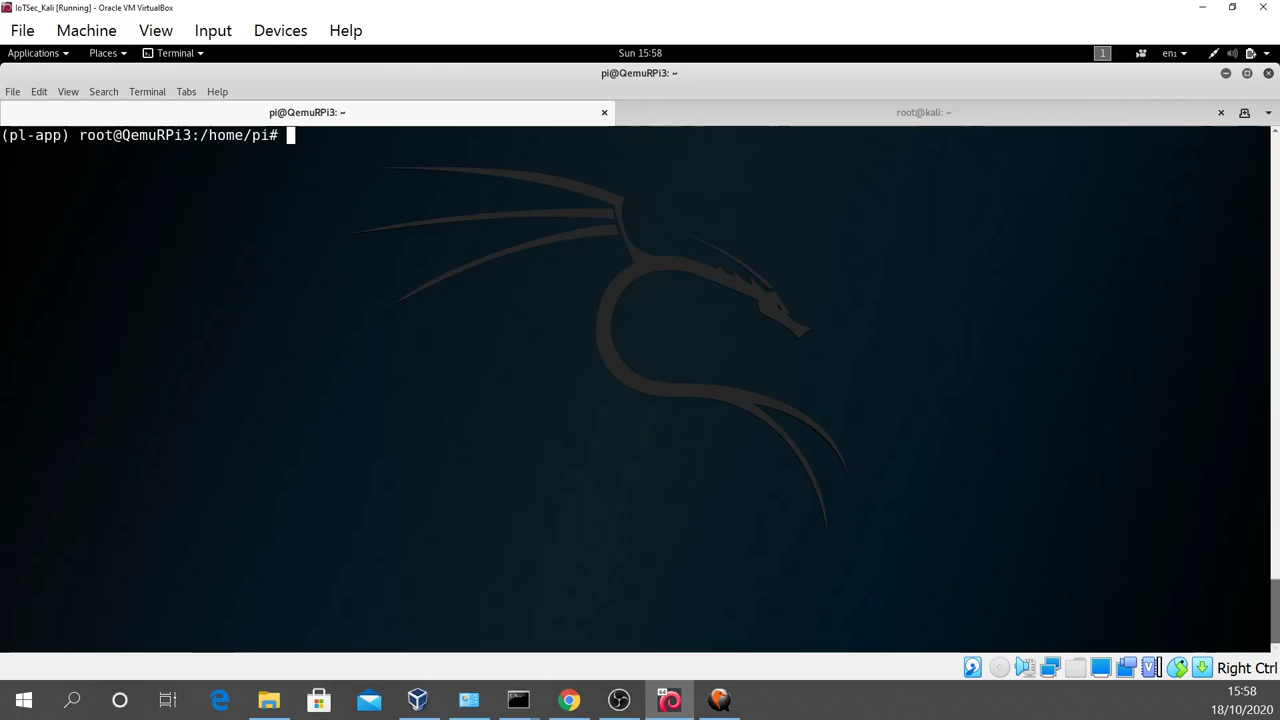 IoTSec_Kali [Running] - Oracle VM VirtualBox
File Machine View Input Devices Help
Applications Places Terminal Sun 15:58 1 en1
pi@QemuRPi3: ~
File Edit View Search Terminal Tabs Help
pi@QemuRPi3: ~ root@kali: ~
(pl-app) root@QemuRPi3:/home/pi#
Right Ctrl
15:58
18/10/2020